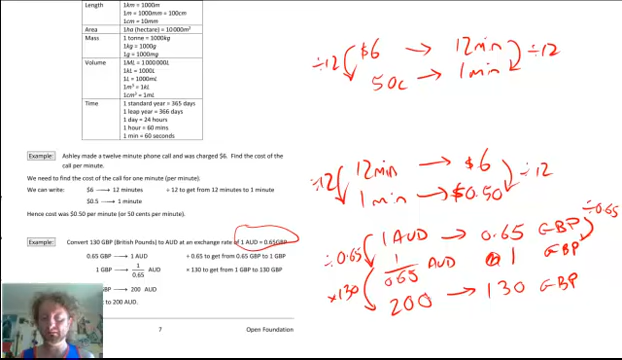 Length
1km = 1000m
1m = 1000mm = 100cm
1cm = 10mm
Area
1ha (hectare) = 10000m²
Mass
1 tonne = 1000kg
1kg = 1000g
1g = 1000mg
Volume
1ML = 1000000L
1kL = 1000L
1L = 1000mL
1m³ = 1kL
1cm³ = 1mL
Time
1 standard year = 365 days
1 leap year = 366 days
1 day = 24 hours
1 hour = 60 mins
1 min = 60 seconds
Example: Ashley made a twelve minute phone call and was charged $6. Find the cost of the
call per minute.
We need to find the cost of the call for one minute (per minute).
We can write: $6 → 12 minutes ÷ 12 to get from 12 minutes to 1 minute
$0.5 → 1 minute
Hence cost was $0.50 per minute (or 50 cents per minute).
Example: Convert 130 GBP (British Pounds) to AUD at an exchange rate of 1 AUD = 0.65GBP
0.65 GBP → 1 AUD ÷ 0.65 to get from 0.65 GBP to 1 GBP
1 GBP → 1/0.65 AUD × 130 to get from 1 GBP to 130 GBP
GBP → 200 AUD
to 200 AUD.
7 Open Foundation
÷12 $6 → 12min ÷12
50c → 1min
÷12 12min → $6 ÷12
1min → $0.50
÷0.65 1 AUD → 0.65 GBP ÷0.65
1/0.65 AUD 1 GBP
×130 200 → 130 GBP